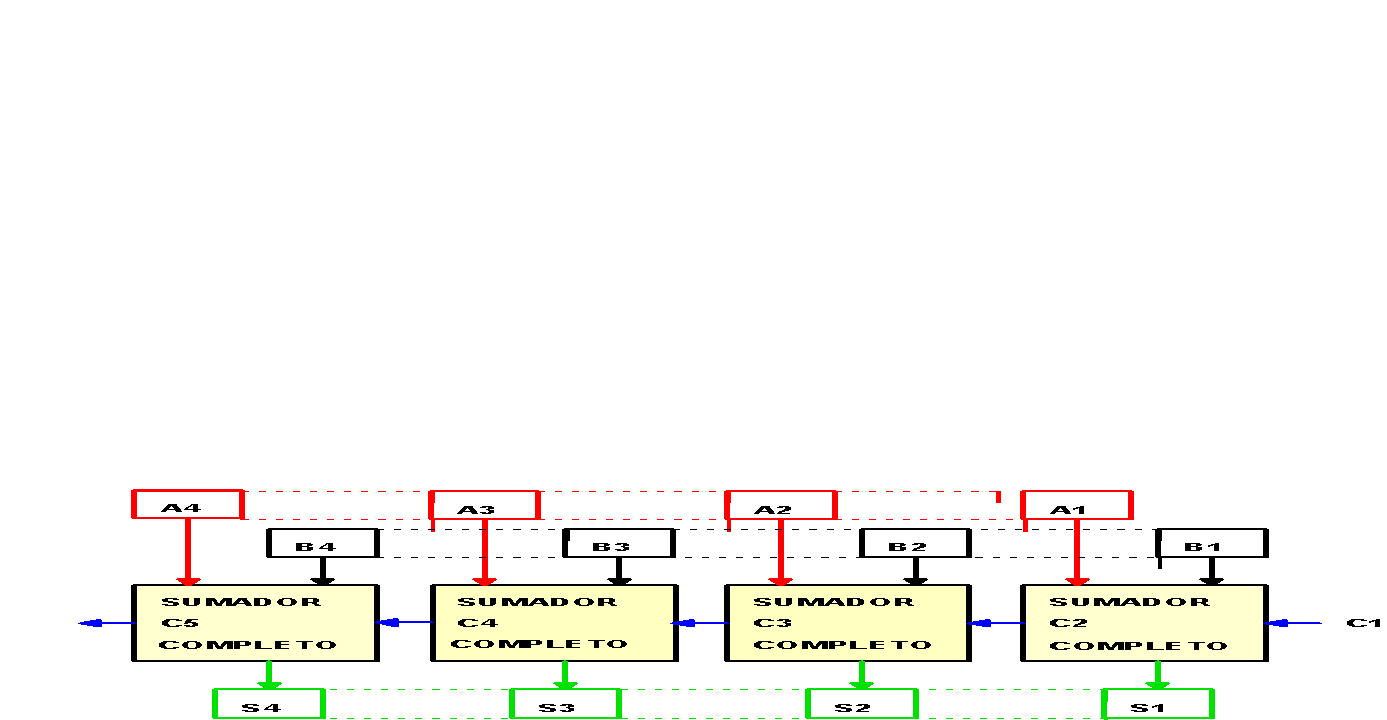 A4 A3 A2 A1
B4 B3 B2 B1
SUMADOR SUMADOR SUMADOR SUMADOR
C5 C4 C3 C2 C1
COMPLETO COMPLETO COMPLETO COMPLETO
S4 S3 S2 S1